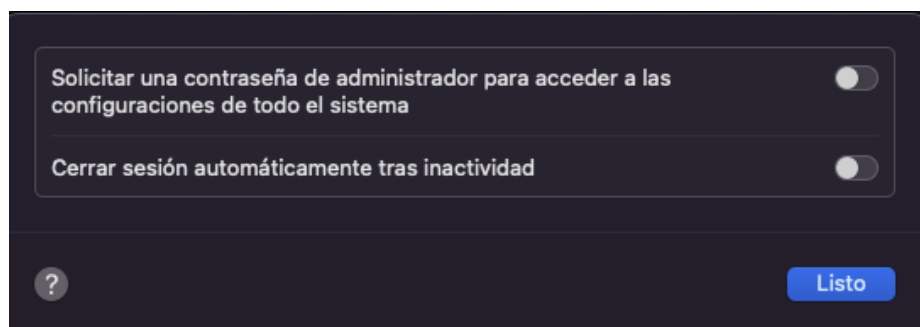 Solicitar una contraseña de administrador para acceder a las
configuraciones de todo el sistema
Cerrar sesión automáticamente tras inactividad
?
Listo